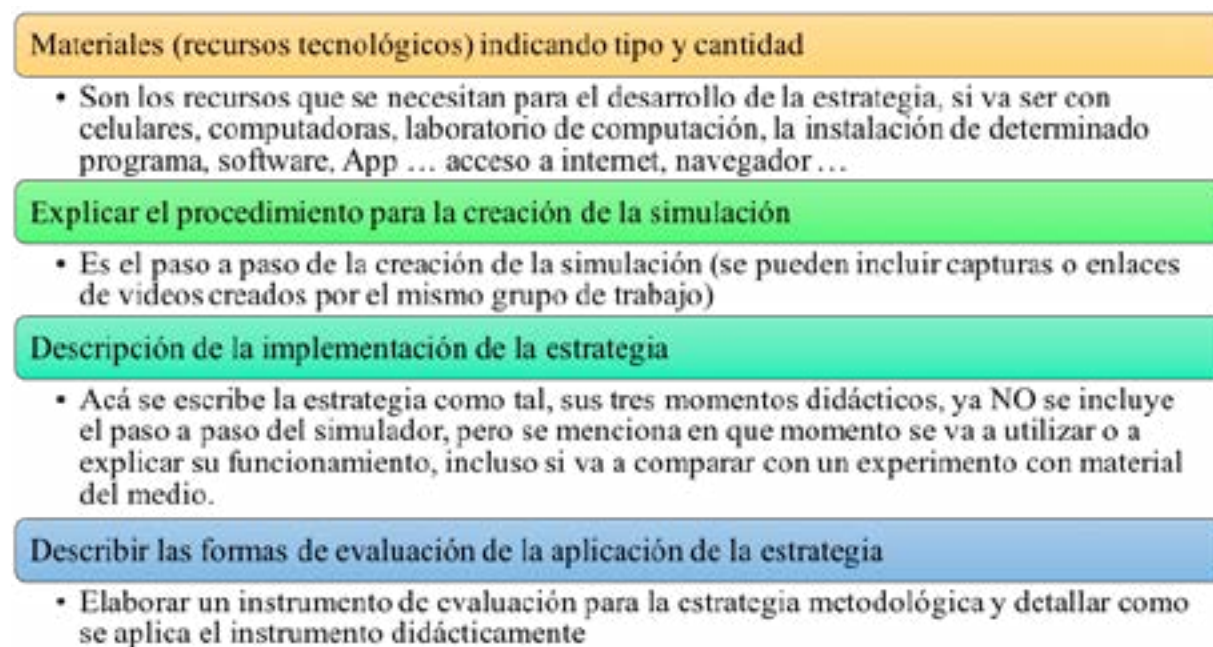 Materiales (recursos tecnológicos) indicando tipo y cantidad
• Son los recursos que se necesitan para el desarrollo de la estrategia, si va ser con
celulares, computadoras, laboratorio de computación, la instalación de determinado
programa, software, App … acceso a internet, navegador …
Explicar el procedimiento para la creación de la simulación
• Es el paso a paso de la creación de la simulación (se pueden incluir capturas o enlaces
de videos creados por el mismo grupo de trabajo)
Descripción de la implementación de la estrategia
• Acá se escribe la estrategia como tal, sus tres momentos didácticos, ya NO se incluye
el paso a paso del simulador, pero se menciona en que momento se va a utilizar o a
explicar su funcionamiento, incluso si va a comparar con un experimento con material
del medio.
Describir las formas de evaluación de la aplicación de la estrategia
• Elaborar un instrumento de evaluación para la estrategia metodológica y detallar como
se aplica el instrumento didácticamente